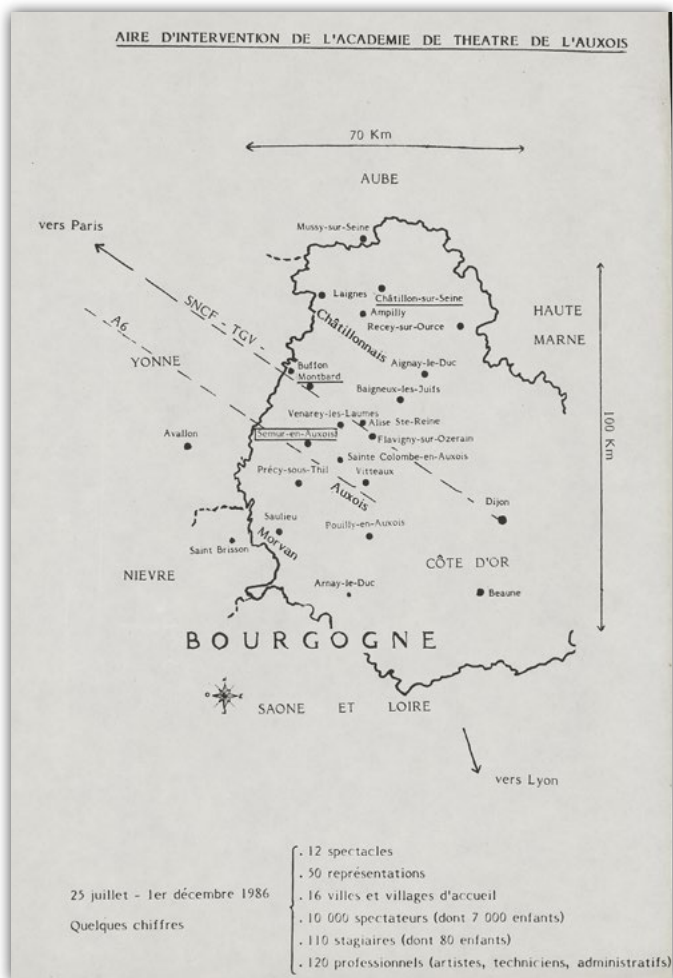 AIRE D'INTERVENTION DE L'ACADEMIE DE THEATRE DE L'AUXOIS
70 Km
AUBE
vers Paris
Mussy-sur-Seine
SNCF - TGV
A6
Laignes
Châtillon-sur-Seine
Ampilly
Recey-sur-Ource
HAUTE
MARNE
Châtillonnais
YONNE
Buffon
Montbard
Aignay-le-Duc
Baigneux-les-Juifs
100 Km
Venarey-les-Laumes
Alise Ste-Reine
Semur-en-Auxois
Flavigny-sur-Ozerain
Avallon
Sainte Colombe-en-Auxois
Précy-sous-Thil
Vitteaux
Auxois
Dijon
Saulieu
Pouilly-en-Auxois
Morvan
Saint Brisson
CÔTE D'OR
NIEVRE
Arnay-le-Duc
Beaune
BOURGOGNE
SAONE ET LOIRE
vers Lyon
25 juillet - 1er décembre 1986
Quelques chiffres
. 12 spectacles
. 50 représentations
. 16 villes et villages d'accueil
. 10 000 spectateurs (dont 7 000 enfants)
. 110 stagiaires (dont 80 enfants)
. 120 professionnels (artistes, techniciens, administratifs)